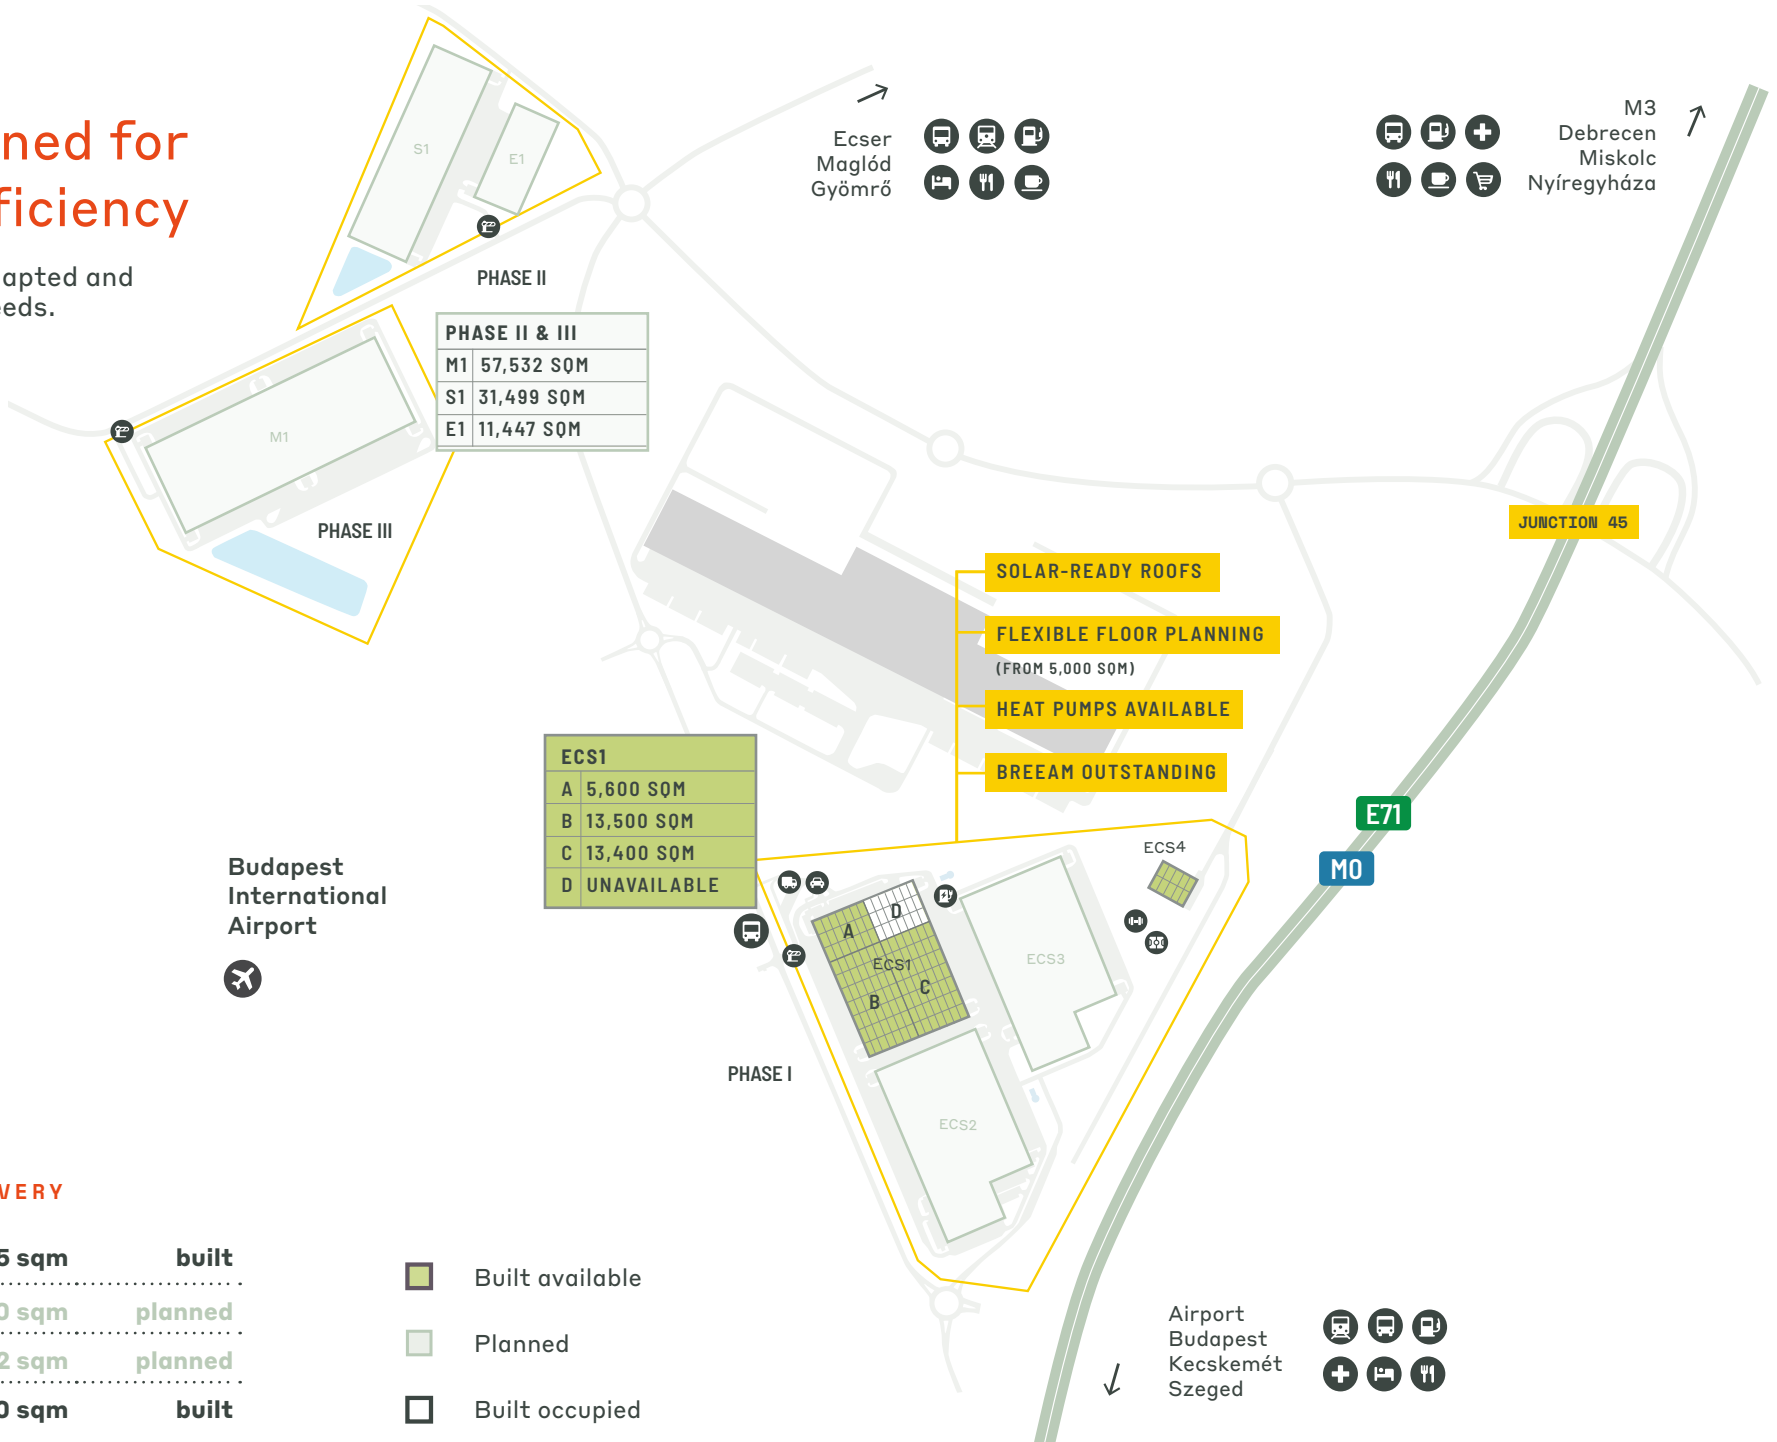 ned for
ficiency
apted and
eeds.
S1
E1
PHASE II
PHASE II & III
M1 57,532 SQM
S1 31,499 SQM
E1 11,447 SQM
M1
PHASE III
Ecser
Maglód
Gyömrő
M3
Debrecen
Miskolc
Nyíregyháza
JUNCTION 45
SOLAR-READY ROOFS
FLEXIBLE FLOOR PLANNING
(FROM 5,000 SQM)
HEAT PUMPS AVAILABLE
BREEAM OUTSTANDING
ECS1
A 5,600 SQM
B 13,500 SQM
C 13,400 SQM
D UNAVAILABLE
E71
M0
Budapest
International
Airport
ECS4
D
A
ECS1
C
B
ECS3
PHASE I
ECS2
VERY
5 sqm built
0 sqm planned
2 sqm planned
0 sqm built
Built available
Planned
Built occupied
Airport
Budapest
Kecskemét
Szeged